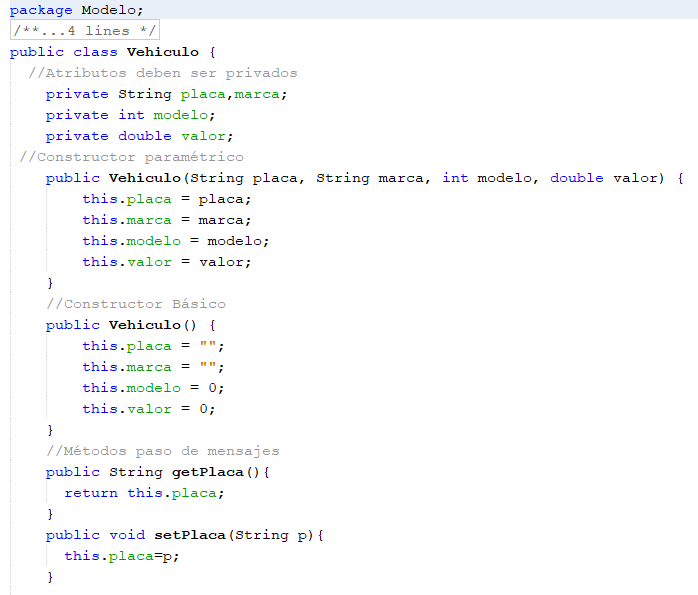 package Modelo;
/**...4 lines */
public class Vehiculo {
//Atributos deben ser privados
private String placa,marca;
private int modelo;
private double valor;
//Constructor paramétrico
public Vehiculo(String placa, String marca, int modelo, double valor) {
this.placa = placa;
this.marca = marca;
this.modelo = modelo;
this.valor = valor;
}
//Constructor Básico
public Vehiculo() {
this.placa = "";
this.marca = "";
this.modelo = 0;
this.valor = 0;
}
//Métodos paso de mensajes
public String getPlaca(){
return this.placa;
}
public void setPlaca(String p){
this.placa=p;
}